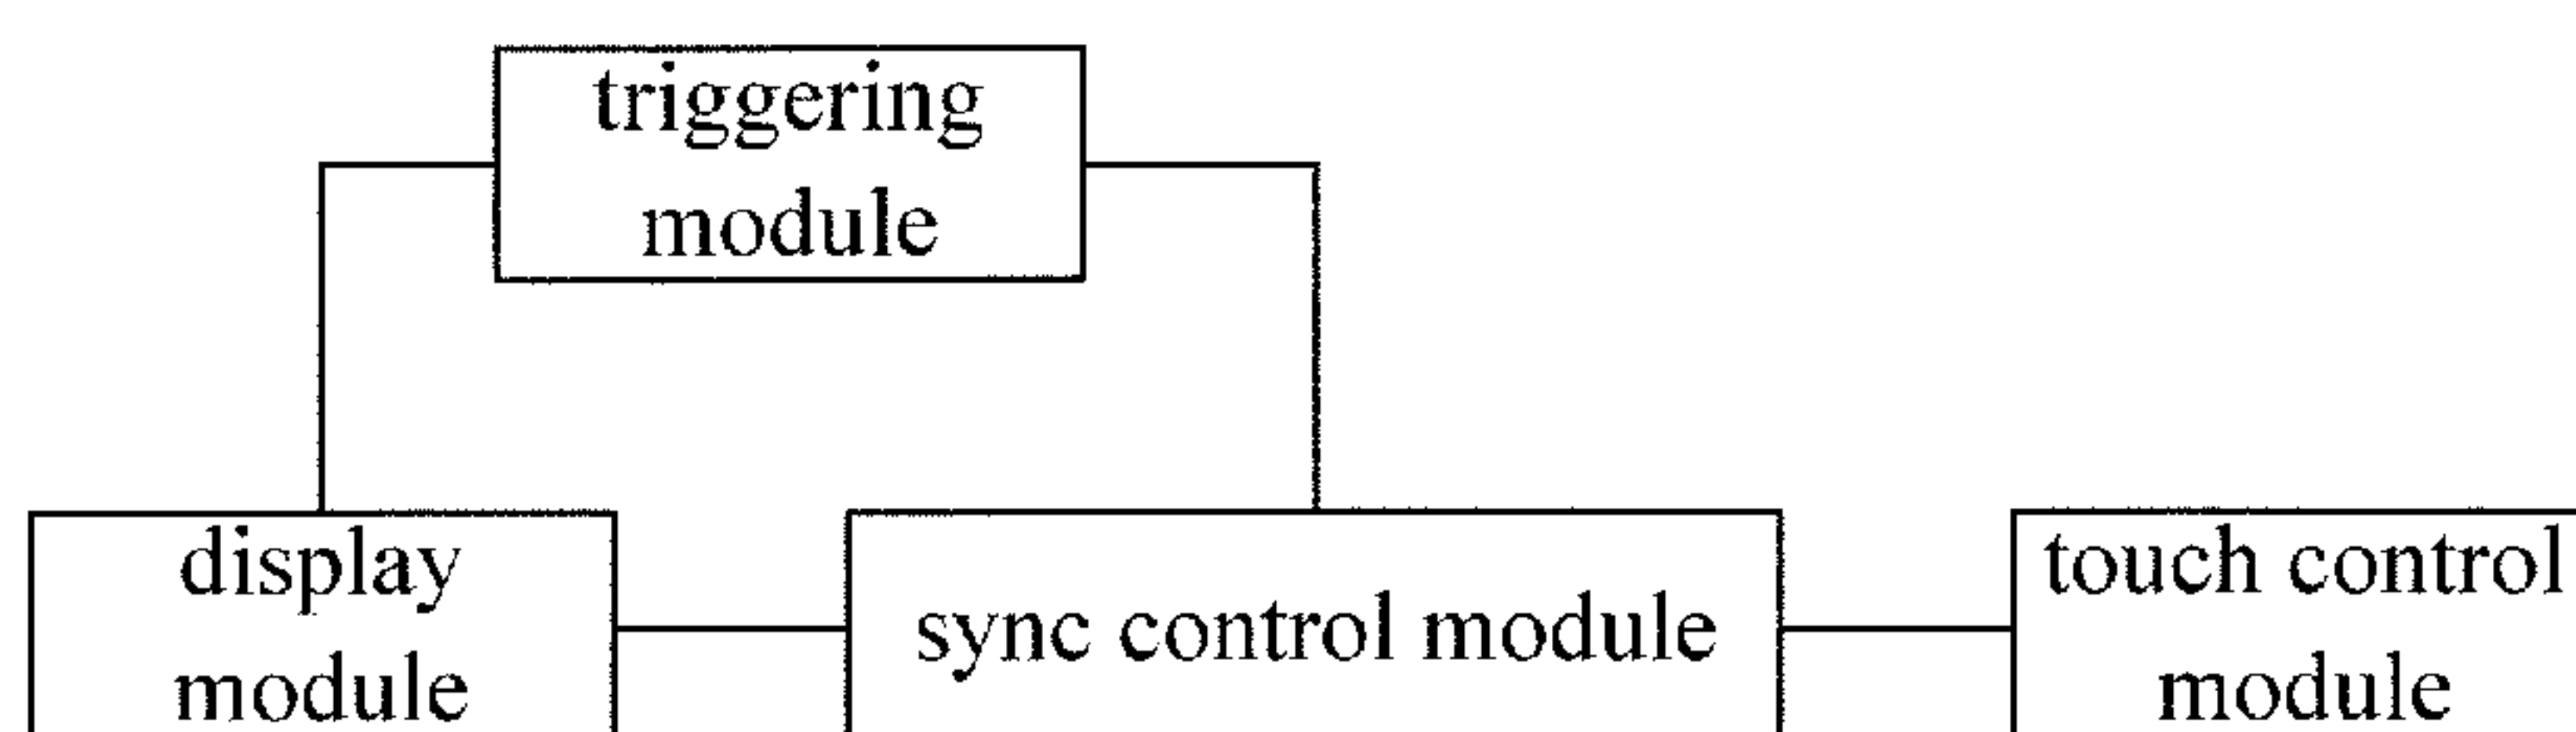 triggering
module
display
module
sync control module
touch control
module